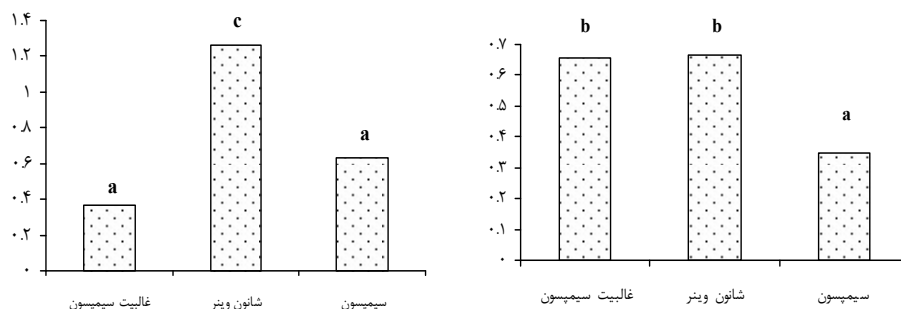 ۱.۴
۱.۲
۱
۰.۸
۰.۶
۰.۴
۰.۲
۰
a
c
a
غالبیت سیمپسون
شانون وینر
سیمپسون
۰.۷
۰.۶
۰.۵
۰.۴
۰.۳
۰.۲
۰.۱
۰
b
b
a
غالبیت سیمپسون
شانون وینر
سیمپسون